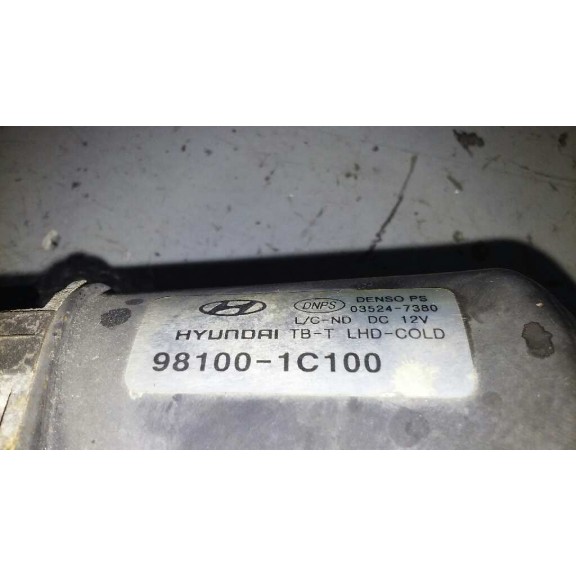 DNPS DENSO PS
03524-7380
L/C-ND DC 12V
HYUNDAI TB-T LHD-COLD
98100-1C100